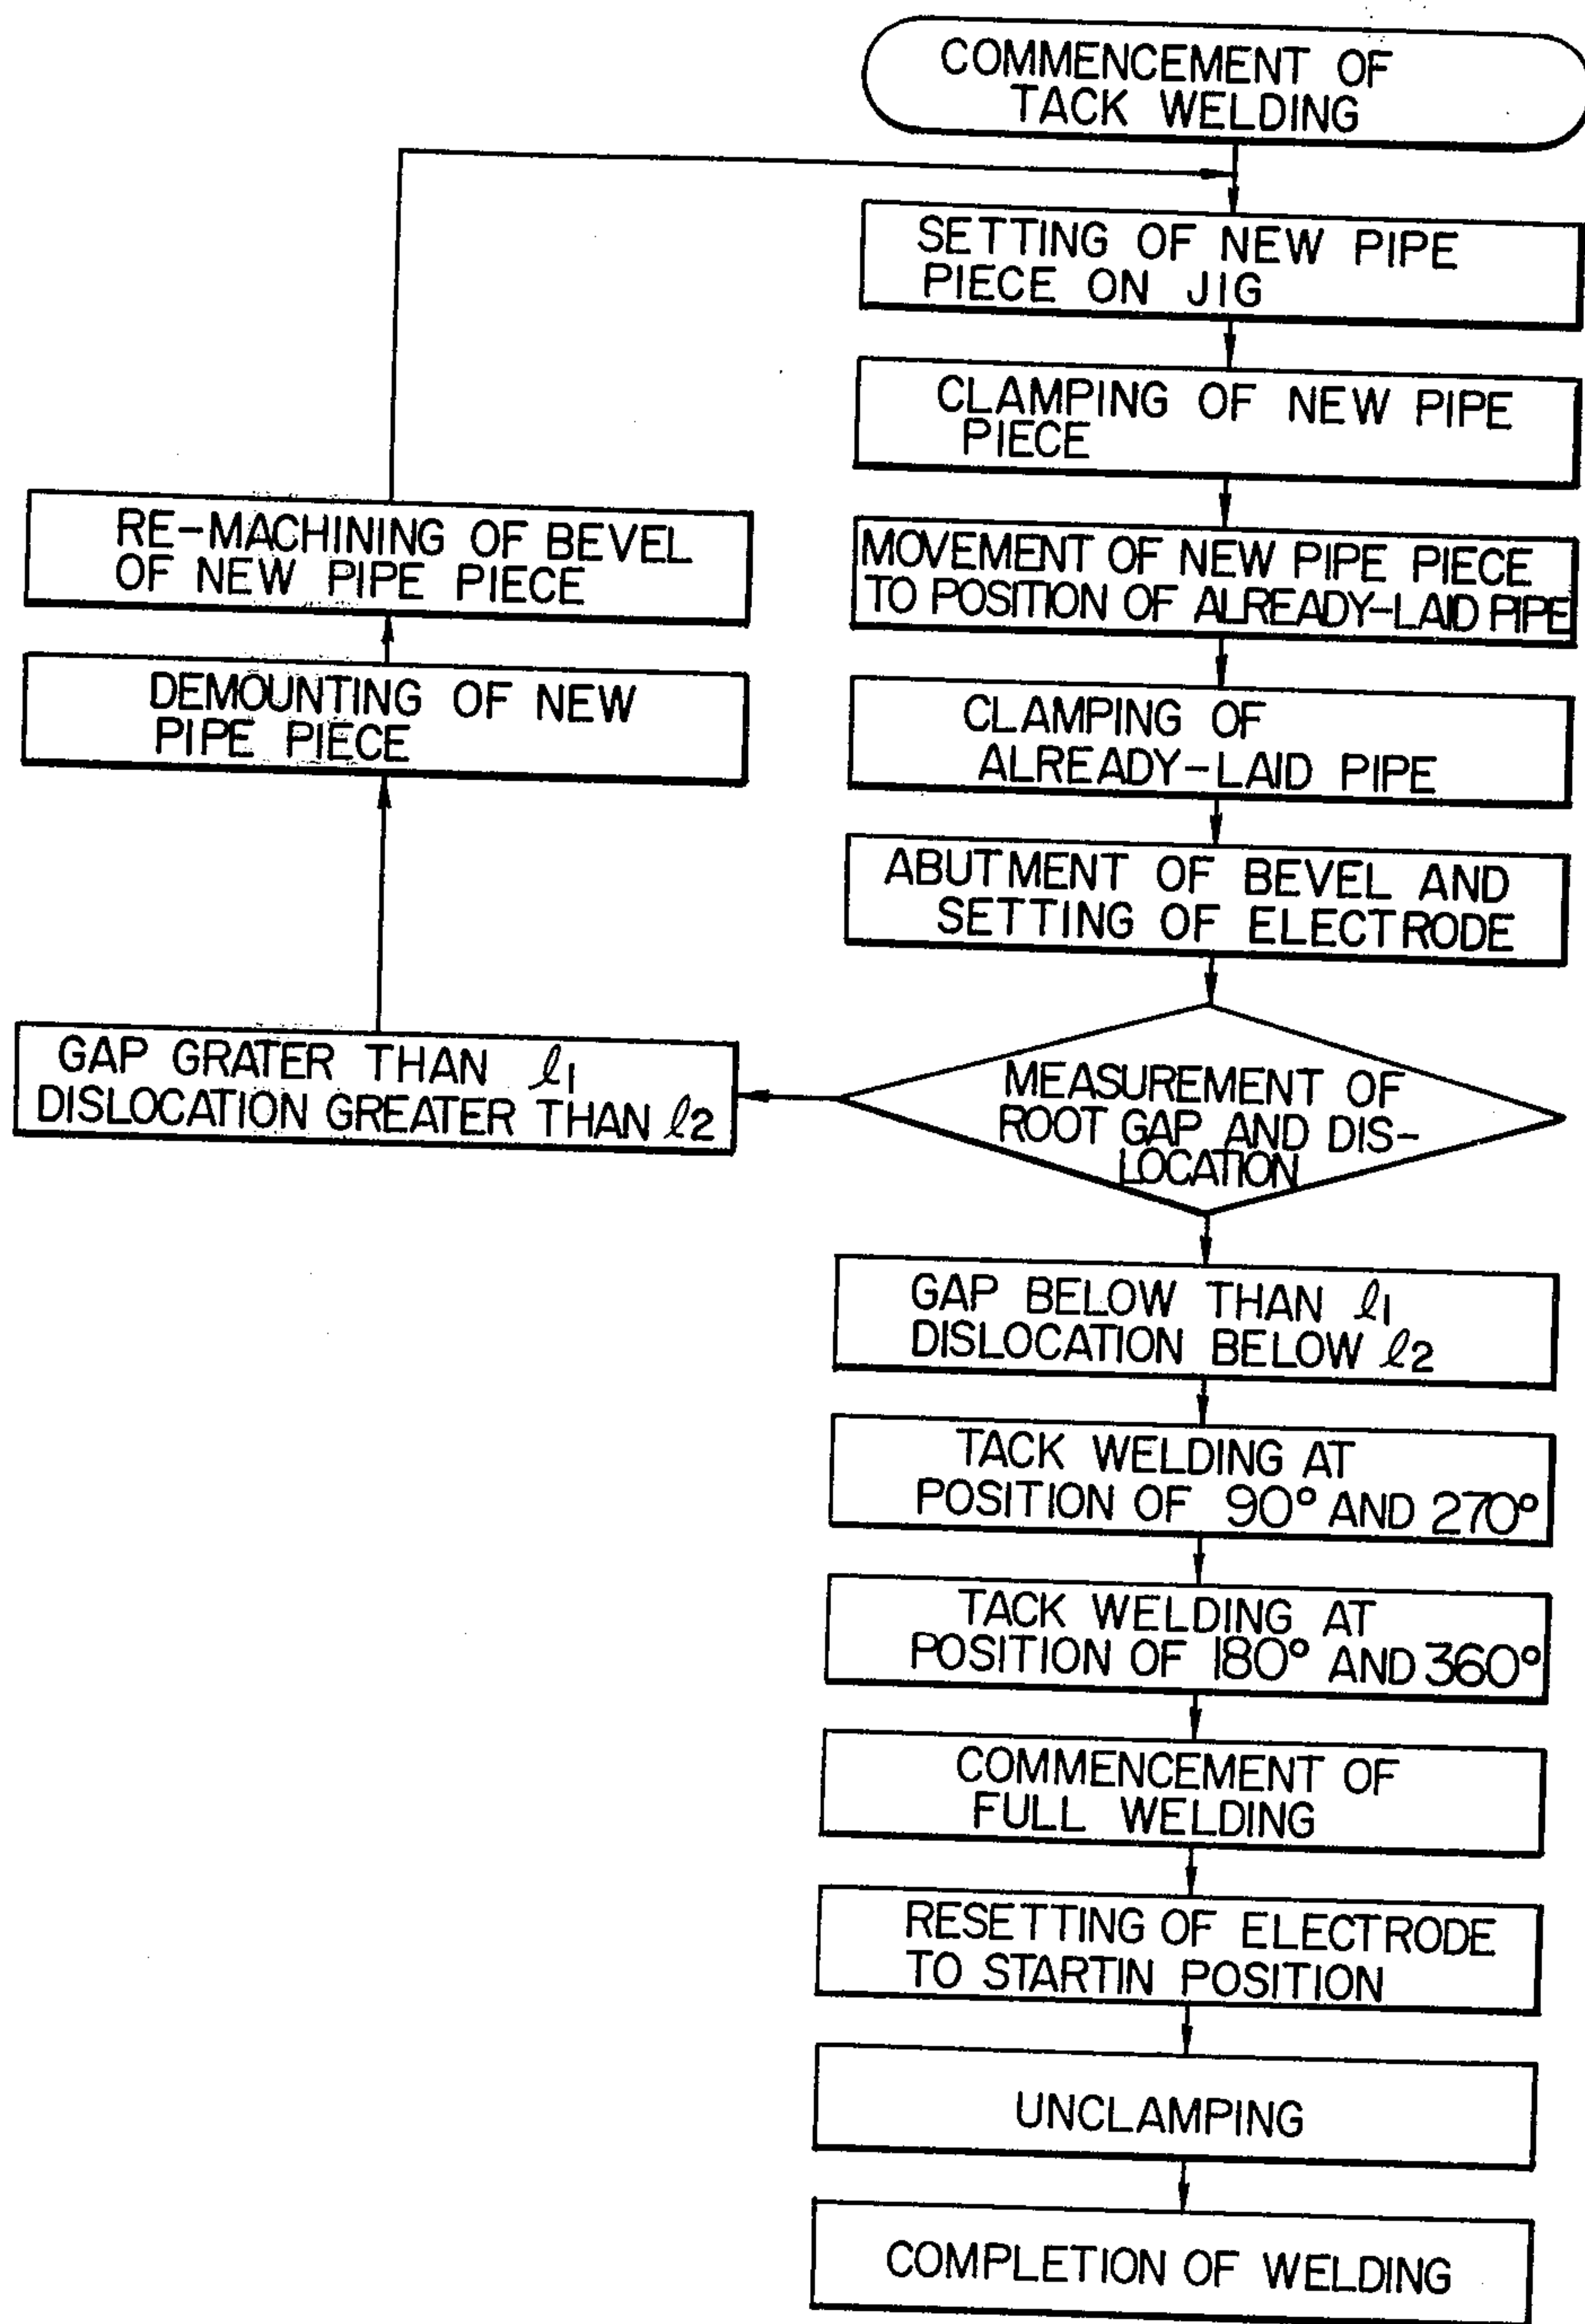 COMMENCEMENT OF
TACK WELDING
SETTING OF NEW PIPE
PIECE ON JIG
CLAMPING OF NEW PIPE
PIECE
MOVEMENT OF NEW PIPE PIECE
TO POSITION OF ALREADY-LAID PIPE
CLAMPING OF
ALREADY-LAID PIPE
ABUTMENT OF BEVEL AND
SETTING OF ELECTRODE
MEASUREMENT OF
ROOT GAP AND DIS-
LOCATION
GAP GRATER THAN ℓ1
DISLOCATION GREATER THAN ℓ2
DEMOUNTING OF NEW
PIPE PIECE
RE-MACHINING OF BEVEL
OF NEW PIPE PIECE
GAP BELOW THAN ℓ1
DISLOCATION BELOW ℓ2
TACK WELDING AT
POSITION OF 90° AND 270°
TACK WELDING AT
POSITION OF 180° AND 360°
COMMENCEMENT OF
FULL WELDING
RESETTING OF ELECTRODE
TO STARTIN POSITION
UNCLAMPING
COMPLETION OF WELDING